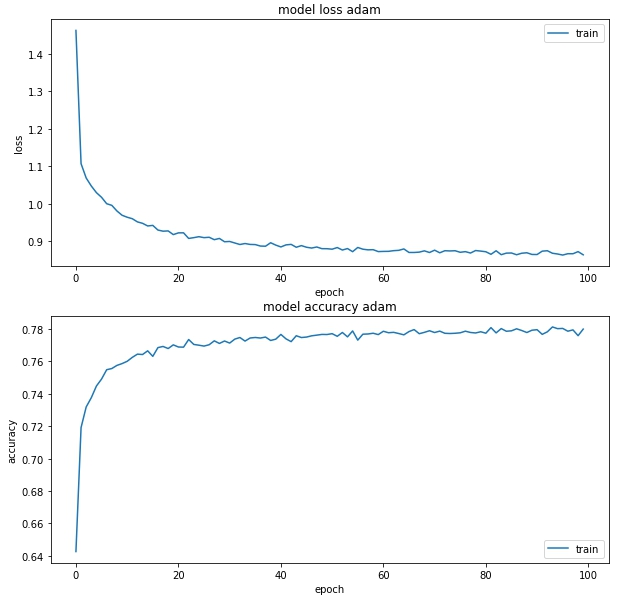 model loss adam
train
1.4
1.3
1.2
1.1
1.0
0.9
loss
0 20 40 60 80 100
epoch
model accuracy adam
0.78
0.76
0.74
0.72
0.70
0.68
0.66
0.64
accuracy
train
0 20 40 60 80 100
epoch